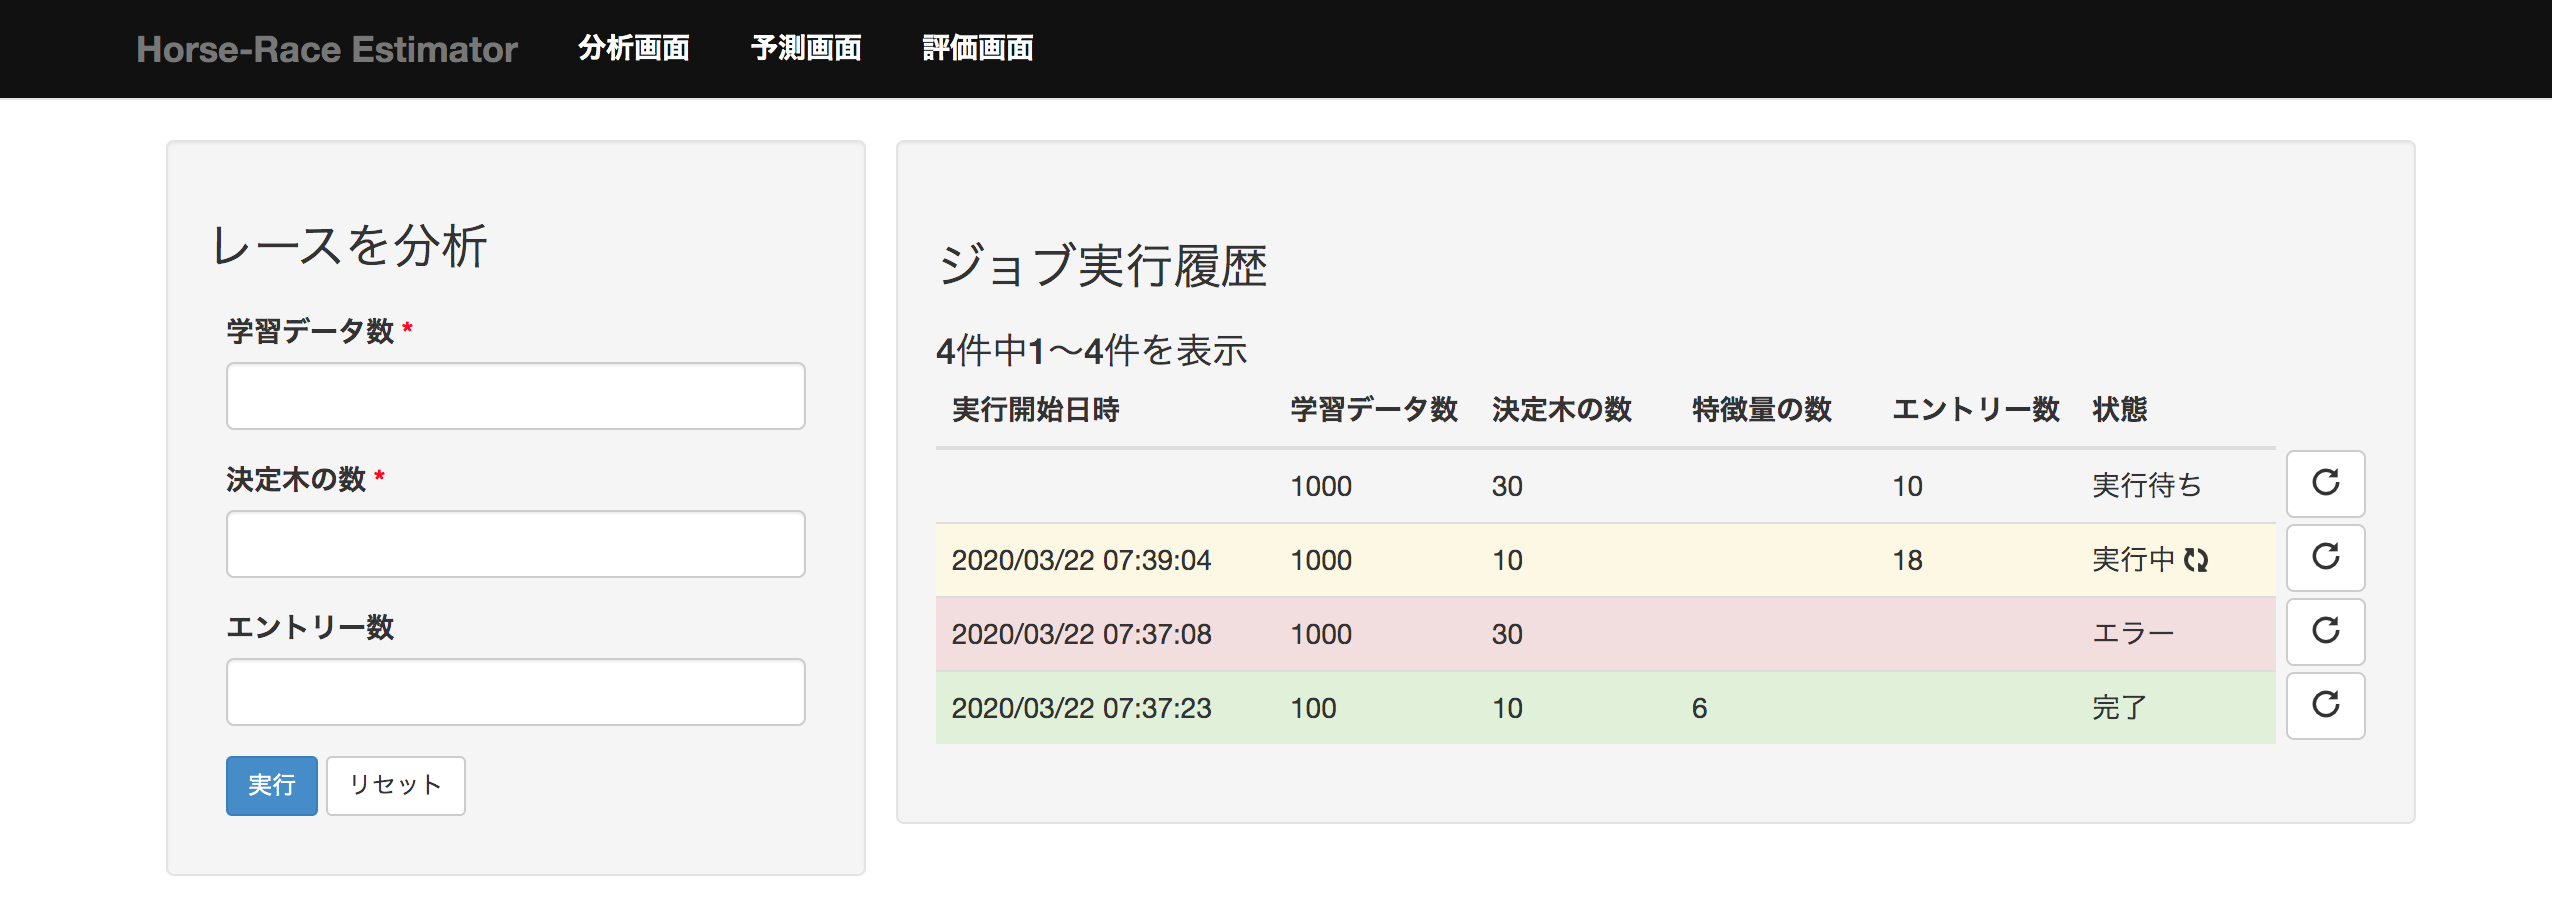 Horse-Race Estimator 分析画面 予測画面 評価画面
レースを分析
学習データ数 *
決定木の数 *
エントリー数
実行 リセット
ジョブ実行履歴
4件中1〜4件を表示
実行開始日時 学習データ数 決定木の数 特徴量の数 エントリー数 状態
1000 30 10 実行待ち
2020/03/22 07:39:04 1000 10 18 実行中
2020/03/22 07:37:08 1000 30 エラー
2020/03/22 07:37:23 100 10 6 完了